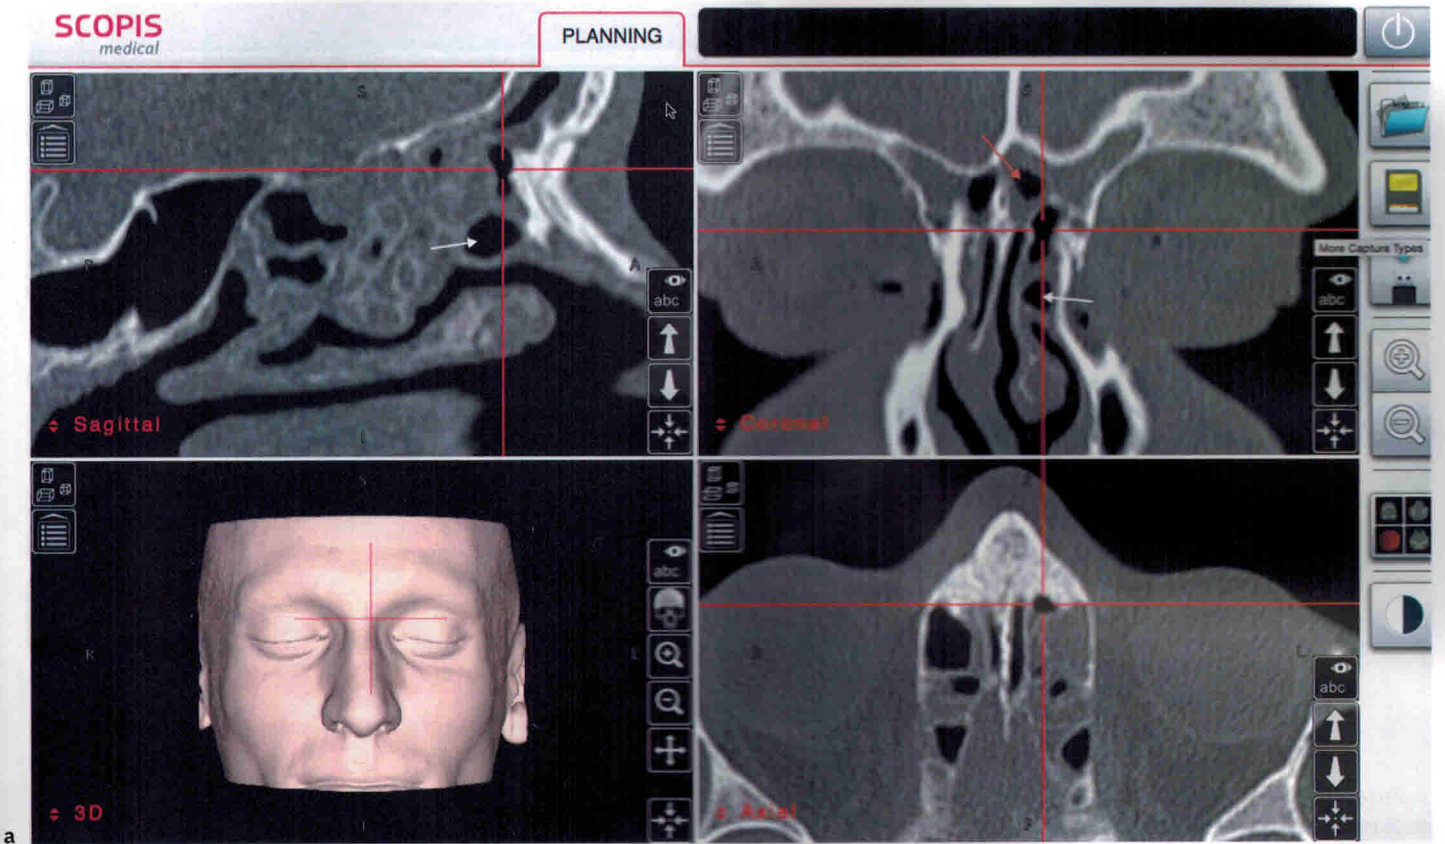 SCOPIS
medical
PLANNING
S
S
More Capture Types
P
A
abc
abc
Sagittal
I
Coronal
S
abc
R
L
abc
3D
I
Axial
P
a